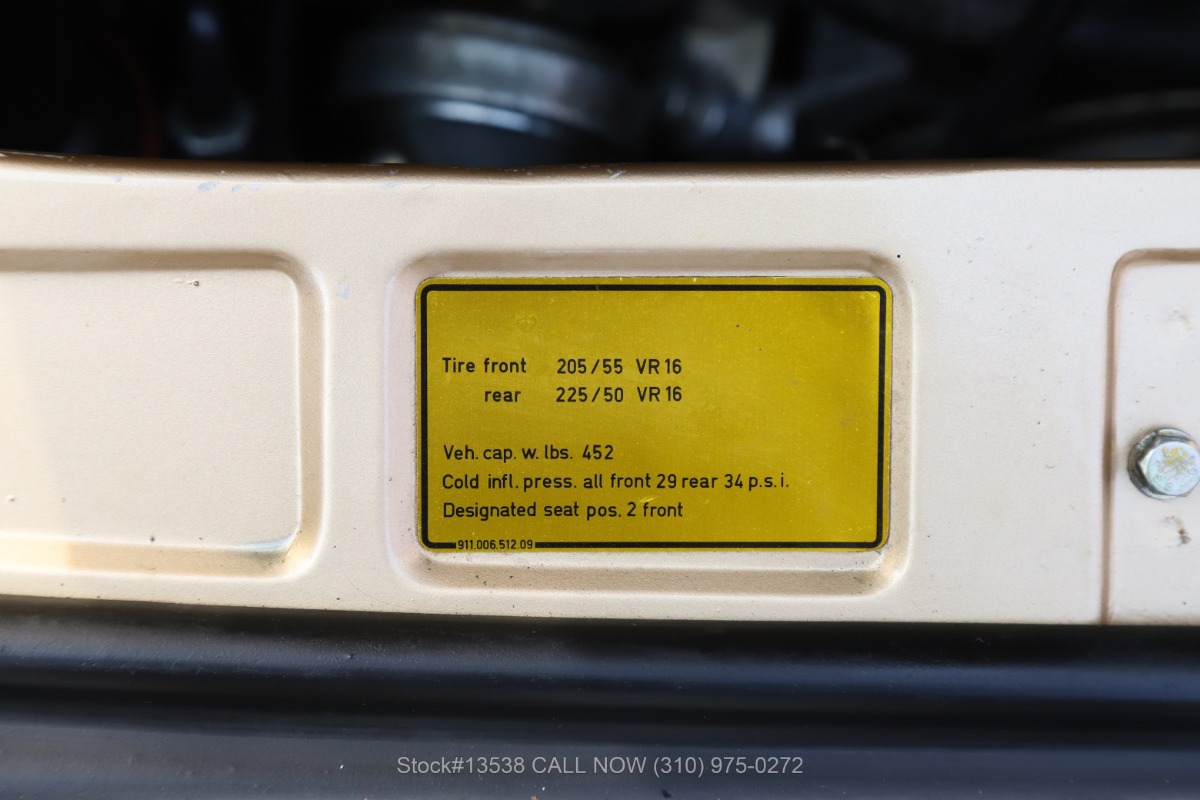 Tire front 205/55 VR 16
rear 225/50 VR 16
Veh. cap. w. lbs. 452
Cold infl. press. all front 29 rear 34 p.s.i.
Designated seat pos. 2 front
911.006.512.09
Stock#13538 CALL NOW (310) 975-0272